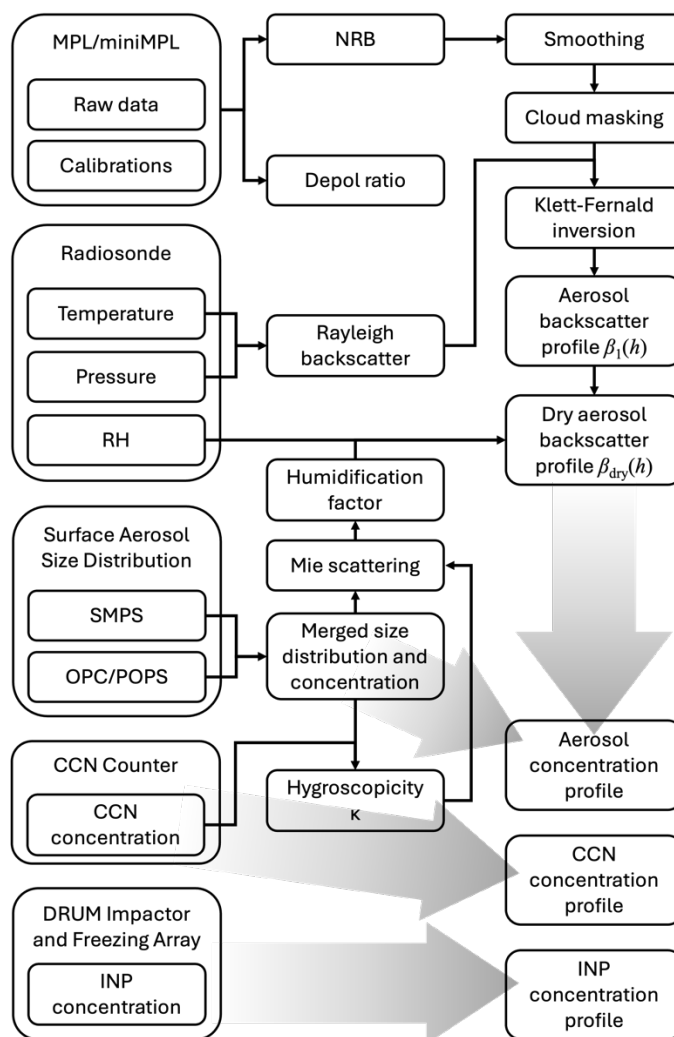 MPL/miniMPL
Raw data
Calibrations
NRB
Depol ratio
Smoothing
Cloud masking
Klett-Fernald
inversion
Aerosol
backscatter
profile β₁(h)
Dry aerosol
backscatter
profile β_dry(h)
Radiosonde
Temperature
Pressure
RH
Rayleigh
backscatter
Humidification
factor
Mie scattering
Merged size
distribution and
concentration
Hygroscopicity
κ
Surface Aerosol
Size Distribution
SMPS
OPC/POPS
CCN Counter
CCN
concentration
DRUM Impactor
and Freezing Array
INP
concentration
Aerosol
concentration
profile
CCN
concentration
profile
INP
concentration
profile